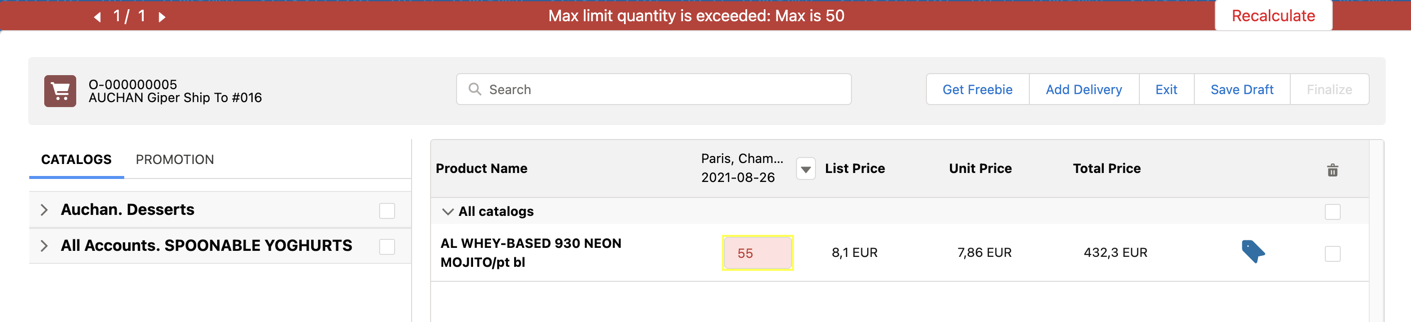 1 / 1
Max limit quantity is exceeded: Max is 50
Recalculate
O-000000005
AUCHAN Giper Ship To #016
Search
Get Freebie
Add Delivery
Exit
Save Draft
Finalize
CATALOGS
PROMOTION
Auchan. Desserts
All Accounts. SPOONABLE YOGHURTS
Product Name
Paris, Cham...
2021-08-26
List Price
Unit Price
Total Price
All catalogs
AL WHEY-BASED 930 NEON
MOJITO/pt bl
55
8,1 EUR
7,86 EUR
432,3 EUR